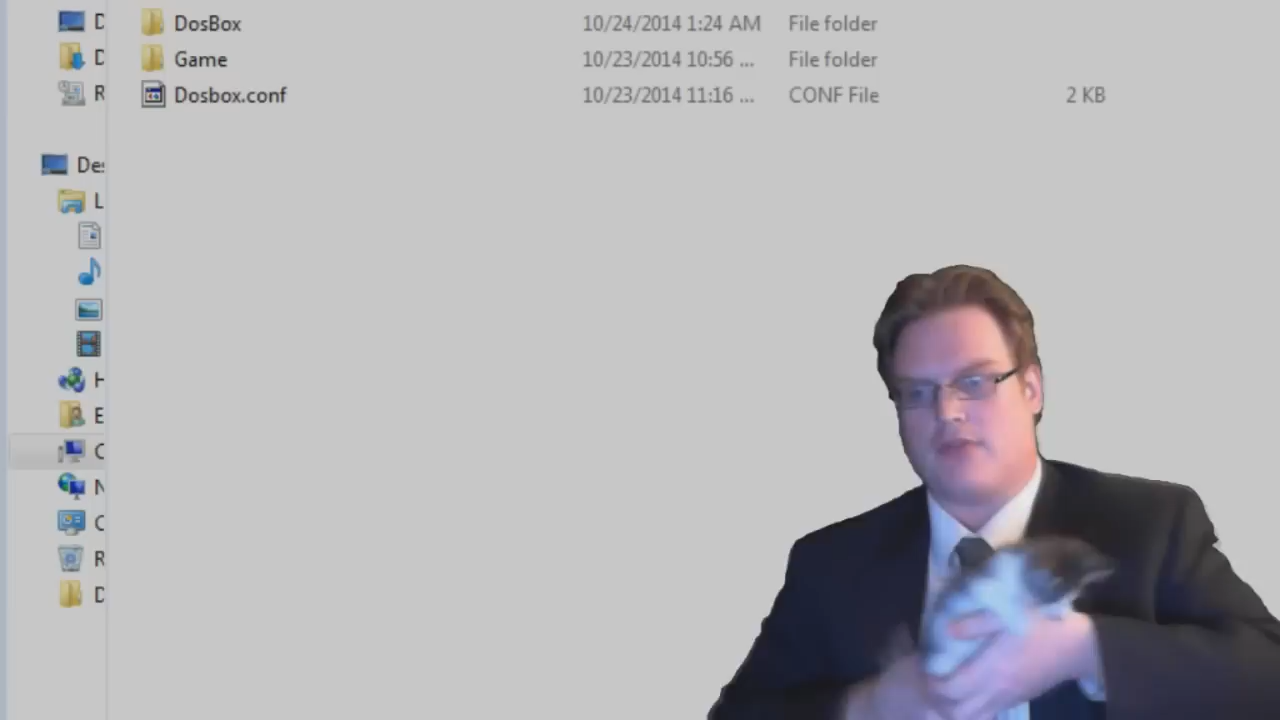 D
D
R
Des
L
H
E
C
N
C
R
D
DosBox 10/24/2014 1:24 AM File folder
Game 10/23/2014 10:56 ... File folder
Dosbox.conf 10/23/2014 11:16 ... CONF File 2 KB